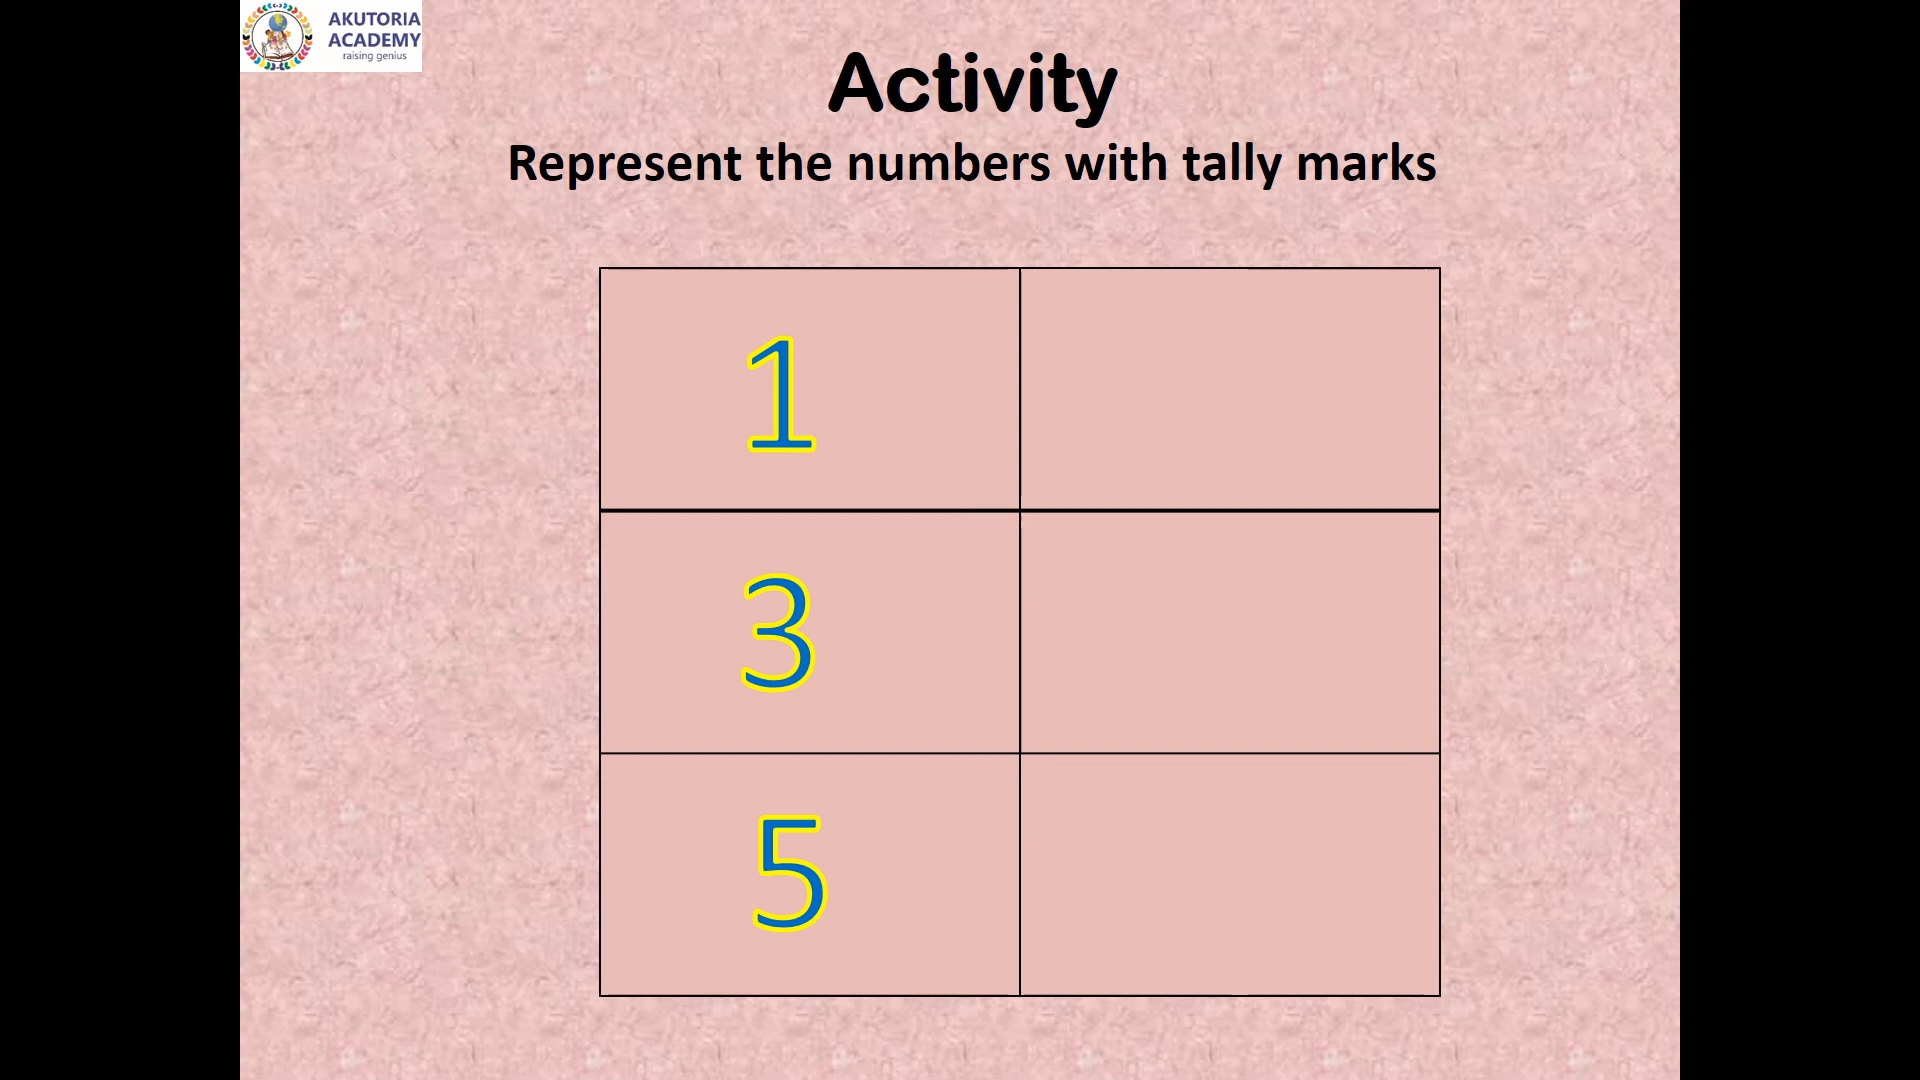 AKUTORIA
ACADEMY
raising genius
Activity
Represent the numbers with tally marks
1
3
5